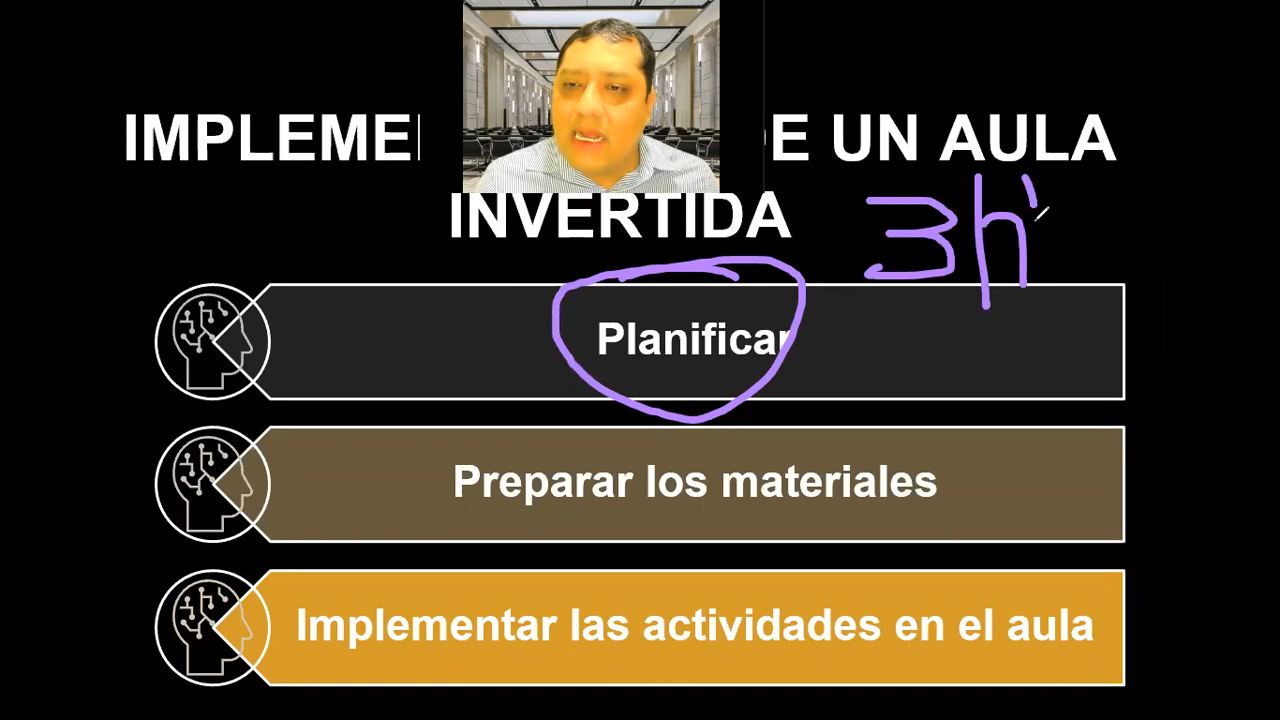 IMPLEME E UN AULA
INVERTIDA
3h
Planificar
Preparar los materiales
Implementar las actividades en el aula